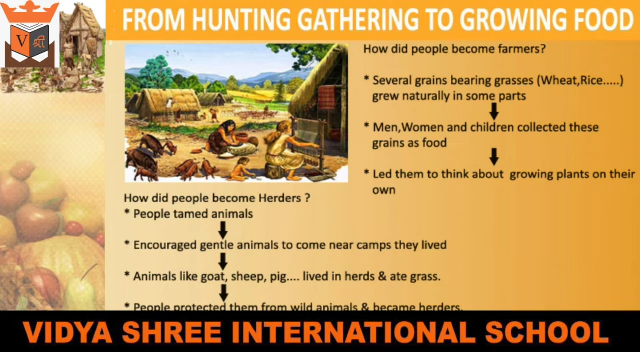 FROM HUNTING GATHERING TO GROWING FOOD
V श्री
How did people become farmers?
* Several grains bearing grasses (Wheat,Rice.....)
grew naturally in some parts
* Men,Women and children collected these
grains as food
* Led them to think about growing plants on their
own
How did people become Herders ?
* People tamed animals
* Encouraged gentle animals to come near camps they lived
* Animals like goat, sheep, pig.... lived in herds & ate grass.
* People protected them from wild animals & became herders.
VIDYA SHREE INTERNATIONAL SCHOOL